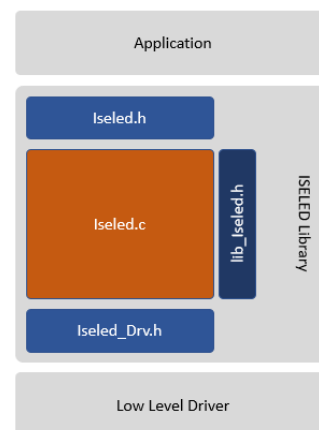 Application
Iseled.h
Iseled.c
lib_Iseled.h
ISELED Library
Iseled_Drv.h
Low Level Driver